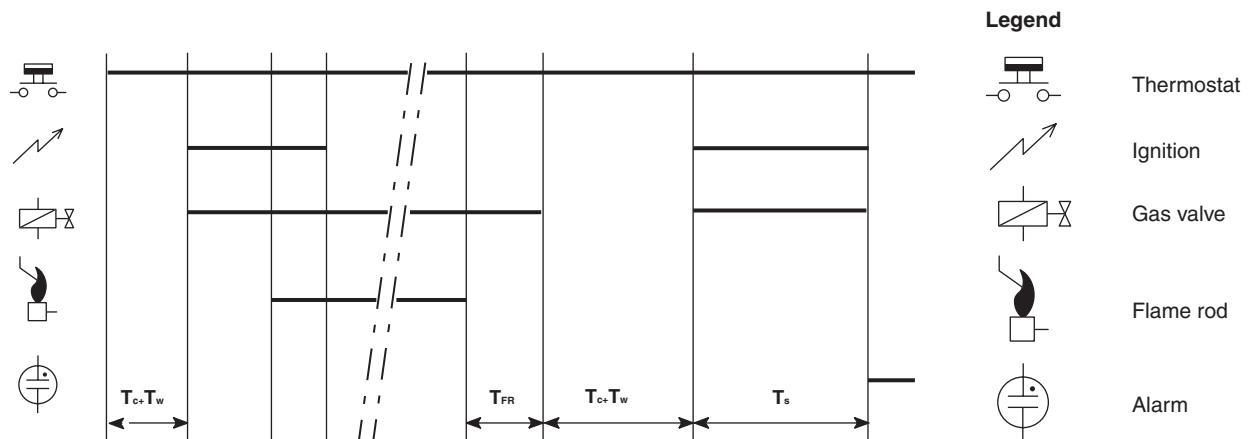 Legend
Thermostat
Ignition
Gas valve
Flame rod
Alarm
Tc+Tw
TFR
Tc+Tw
Ts